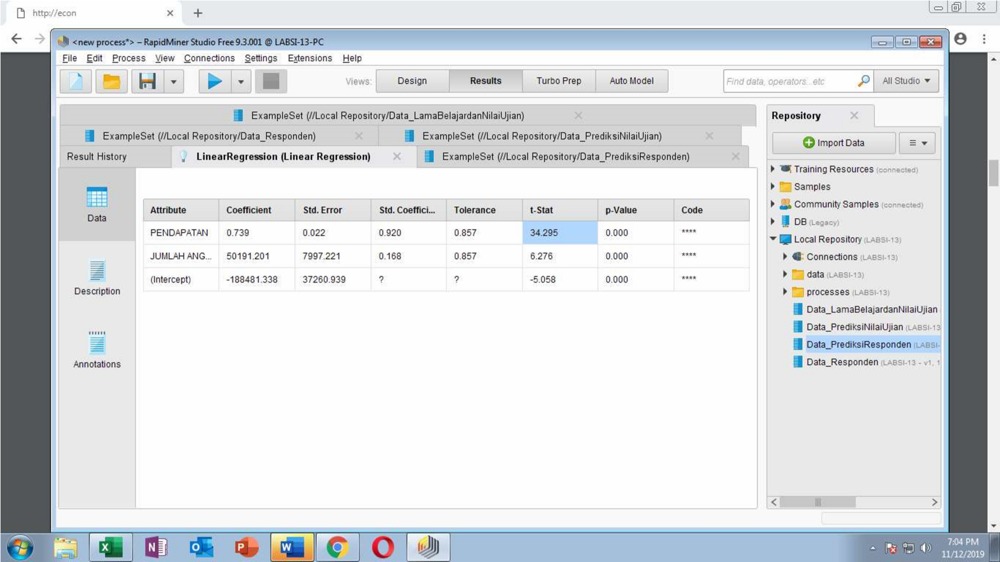 http://econ
<new process*> – RapidMiner Studio Free 9.3.001 @ LABSI-13-PC
File Edit Process View Connections Settings Extensions Help
Views: Design Results Turbo Prep Auto Model Find data, operators...etc All Studio
ExampleSet (//Local Repository/Data_LamaBelajardanNilaiUjian)
ExampleSet (//Local Repository/Data_Responden) ExampleSet (//Local Repository/Data_PrediksiNilaiUjian)
Result History LinearRegression (Linear Regression) ExampleSet (//Local Repository/Data_PrediksiResponden)
Data
Description
Annotations
Attribute Coefficient Std. Error Std. Coeffici... Tolerance t-Stat p-Value Code
PENDAPATAN 0.739 0.022 0.920 0.857 34.295 0.000 ****
JUMLAH ANG... 50191.201 7997.221 0.168 0.857 6.276 0.000 ****
(Intercept) -188481.338 37260.939 ? ? -5.058 0.000 ****
Repository
Import Data
Training Resources (connected)
Samples
Community Samples (connected)
DB (Legacy)
Local Repository (LABSI-13)
Connections (LABSI-13)
data (LABSI-13)
processes (LABSI-13)
Data_LamaBelajardanNilaiUjian
Data_PrediksiNilaiUjian (LABSI-13
Data_PrediksiResponden (LABSI-
Data_Responden (LABSI-13 - v1, 1
7:04 PM
11/12/2019